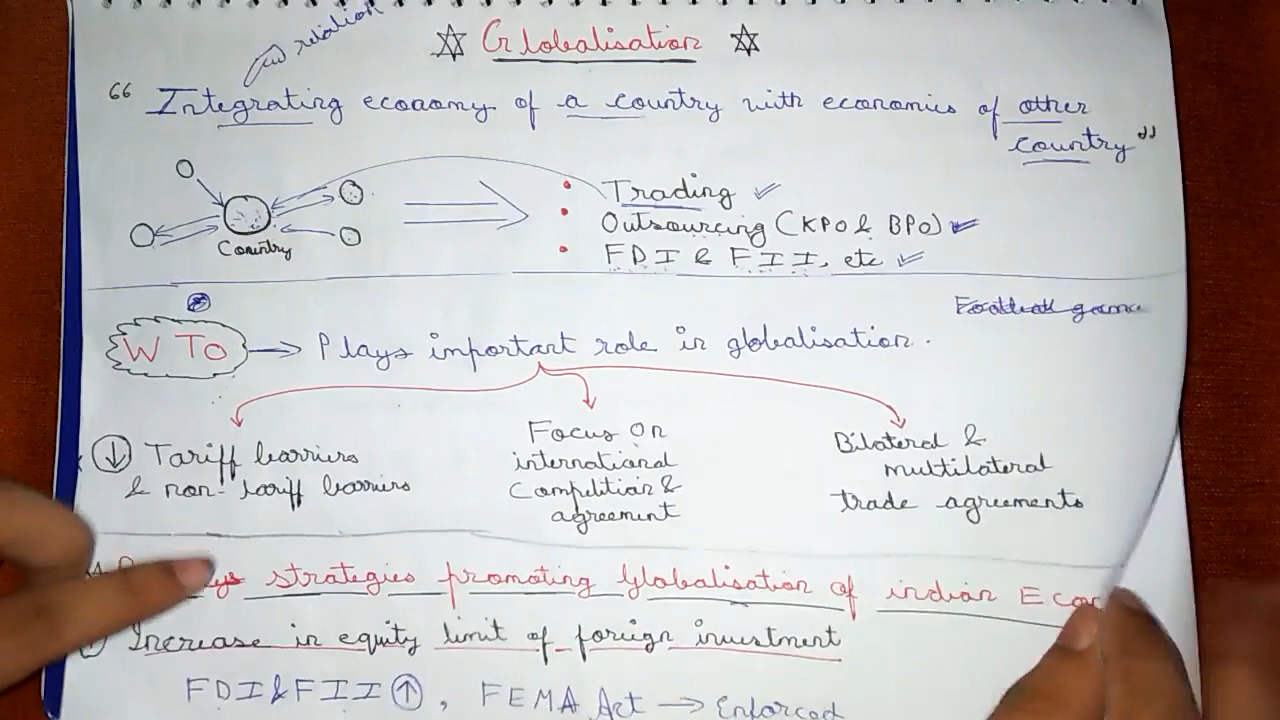 relation
Globalisation
“ Integrating economy of a country with economies of other
country”
Country
• Trading
• Outsourcing (KPO & BPO)
• FDI & FII, etc
Football game
WTO → Plays important role in globalisation.
↓ Tariff barriers
& non-tariff barriers
Focus On
international
Competition &
agreement
Bilateral &
multilateral
trade agreements
strategies promoting globalisation of indian
Increase in equity limit of foreign investment
FDI & FII ↑, FEMA Act → Enforced